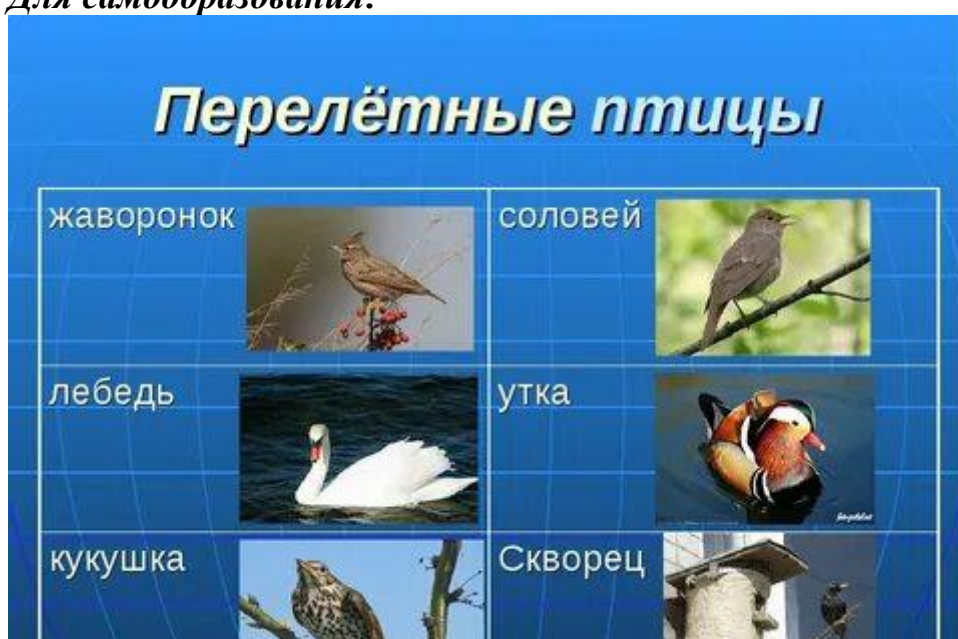 Для самообразования:
Перелётные птицы
жаворонок
соловей
лебедь
утка
кукушка
Скворец